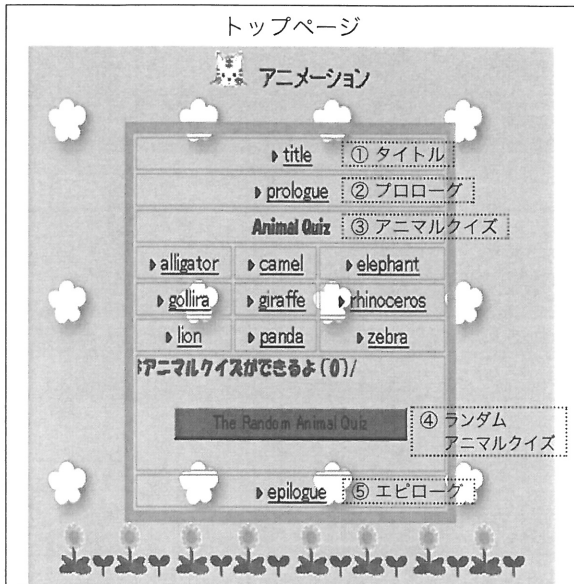 トップページ
アニメーション
title ① タイトル
prologue ② プロローグ
Animal Quiz ③ アニマルクイズ
alligator camel elephant
gollira giraffe rhinoceros
lion panda zebra
アニマルクイズができるよ(0)/
The Random Animal Quiz ④ ランダム
アニマルクイズ
epilogue ⑤ エピローグ